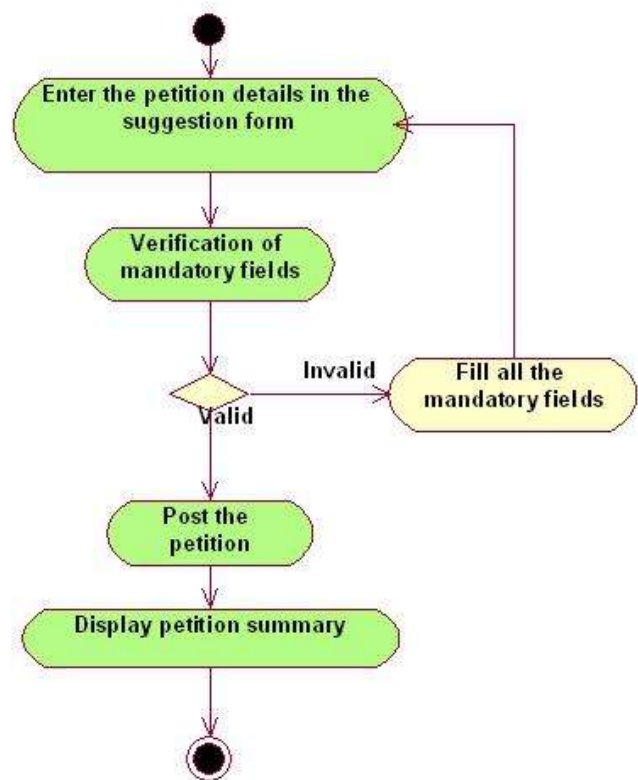 Enter the petition details in the
suggestion form
Verification of
mandatory fields
Invalid
Fill all the
mandatory fields
Valid
Post the
petition
Display petition summary